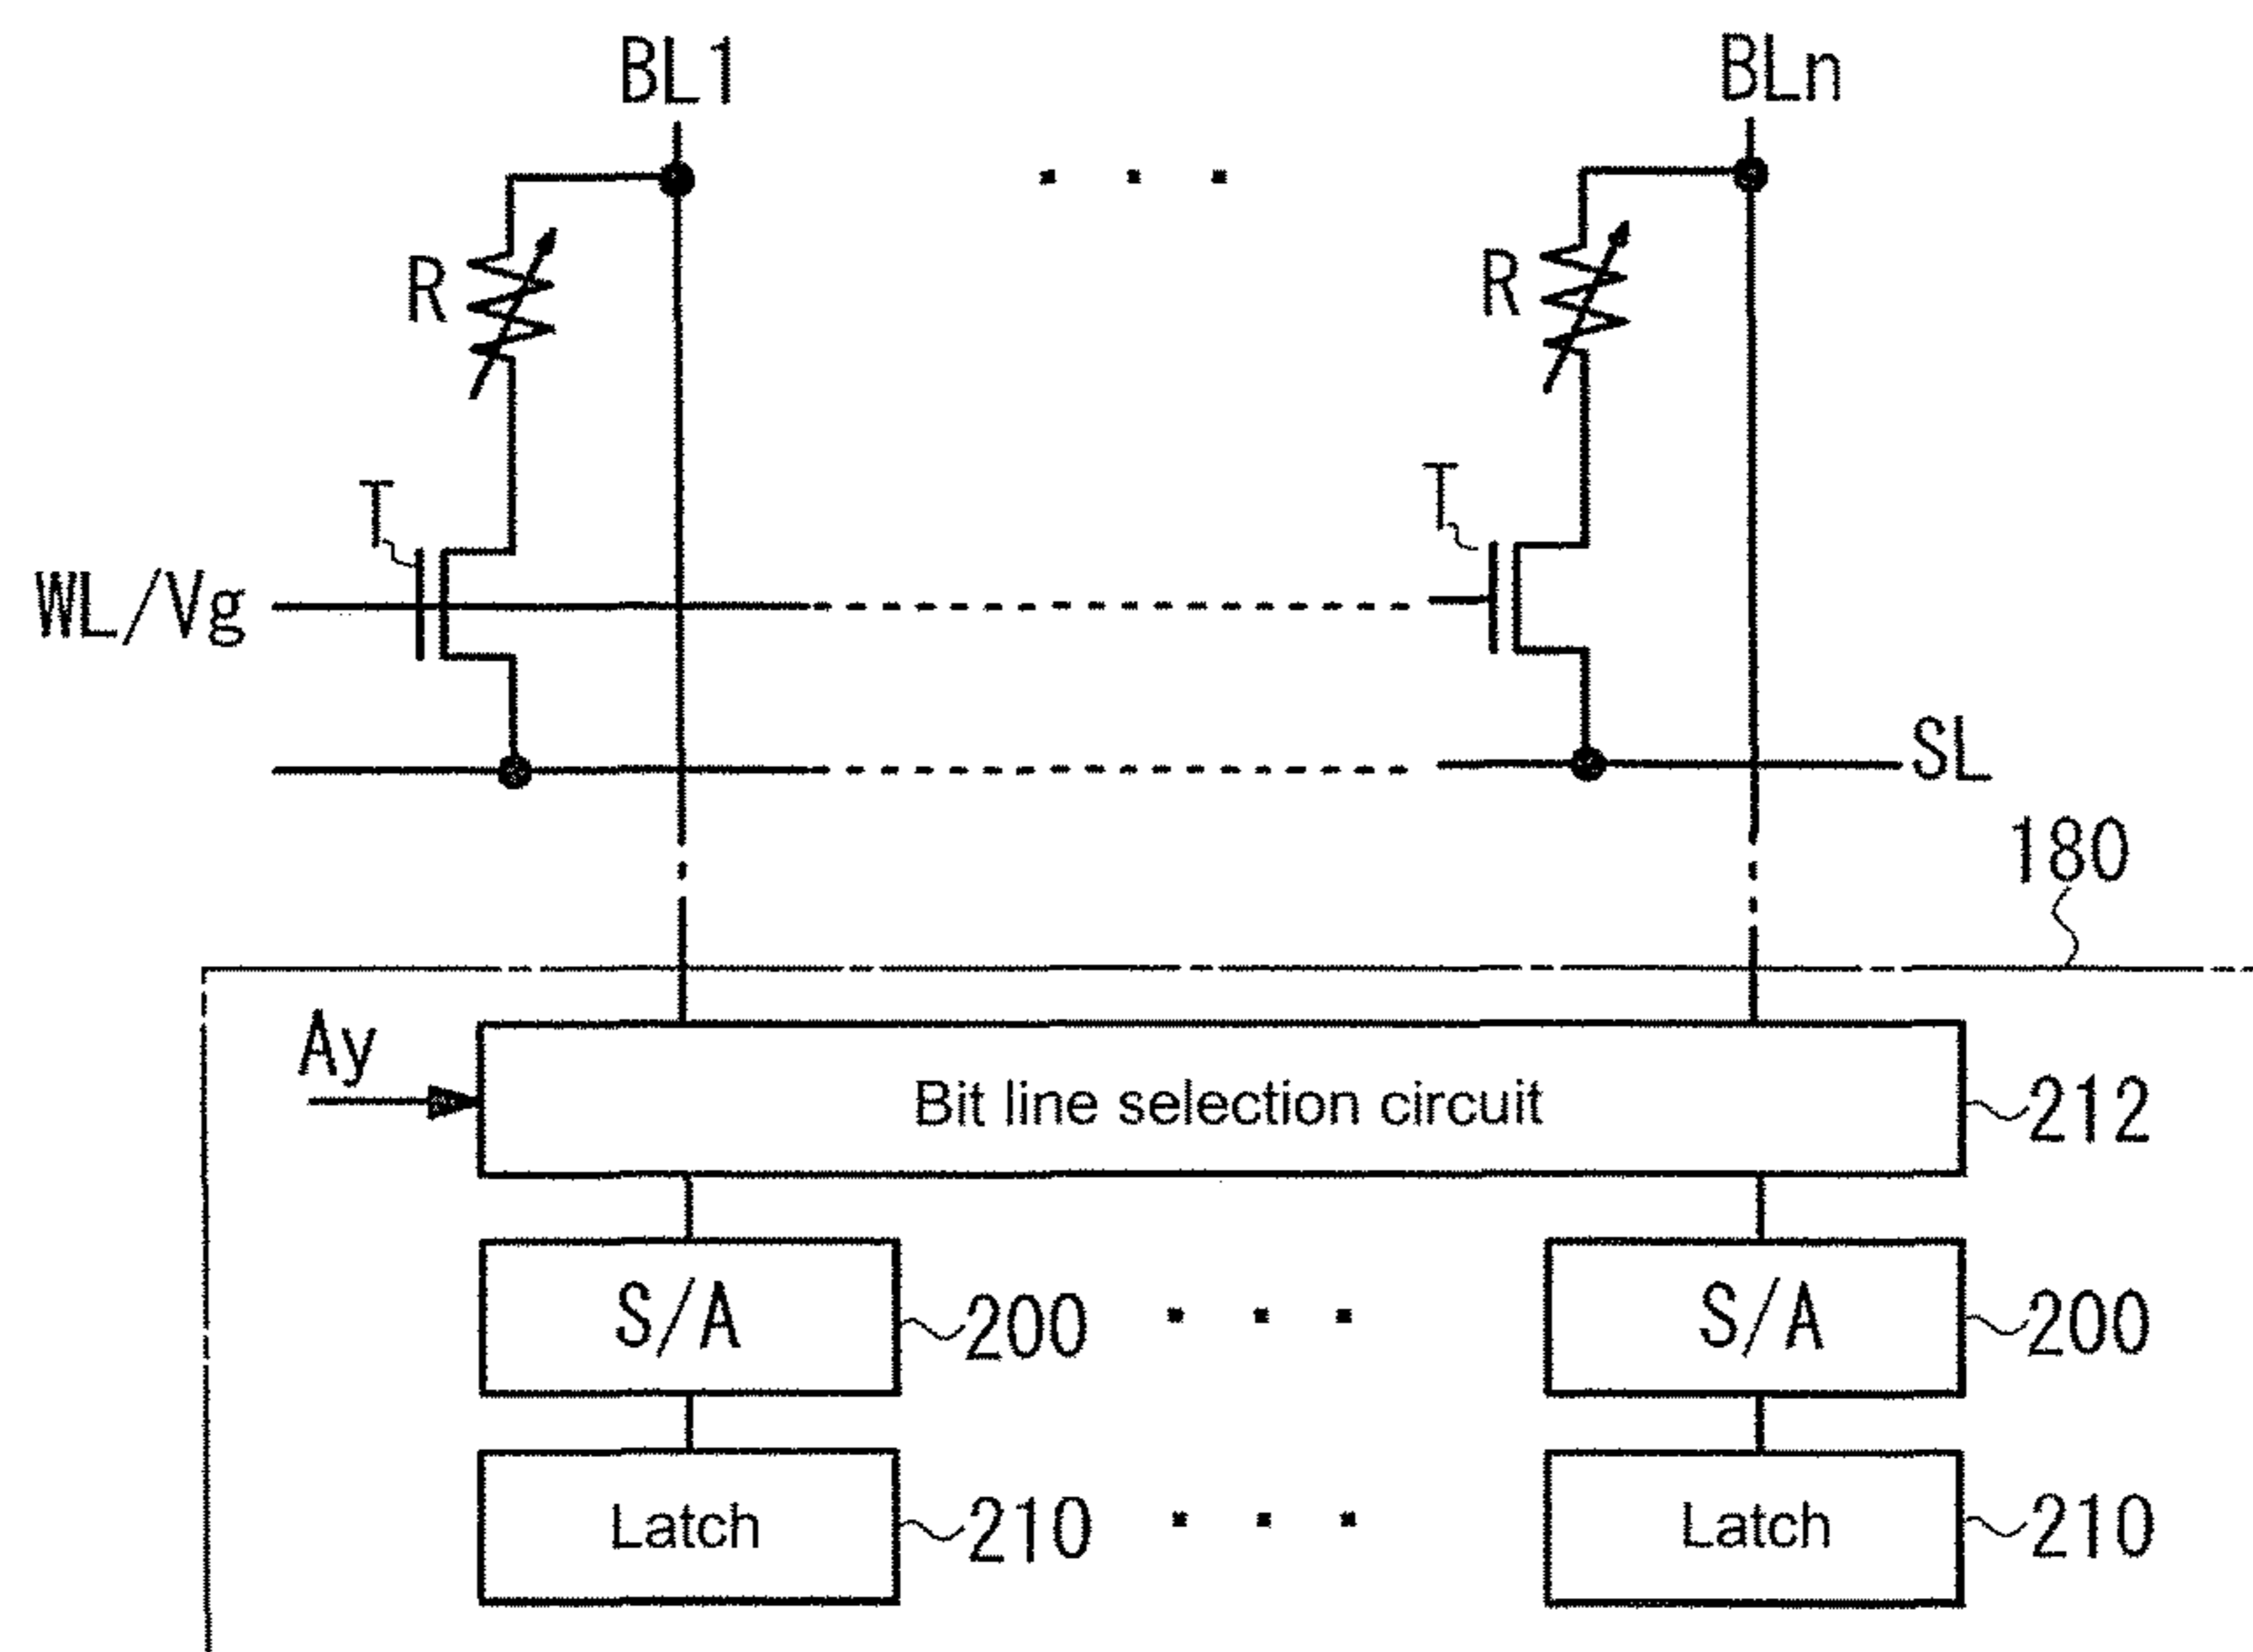 BL1
BLn
R
R
T
T
WL/Vg
SL
180
Ay
Bit line selection circuit
212
S/A
200
S/A
200
Latch
210
Latch
210